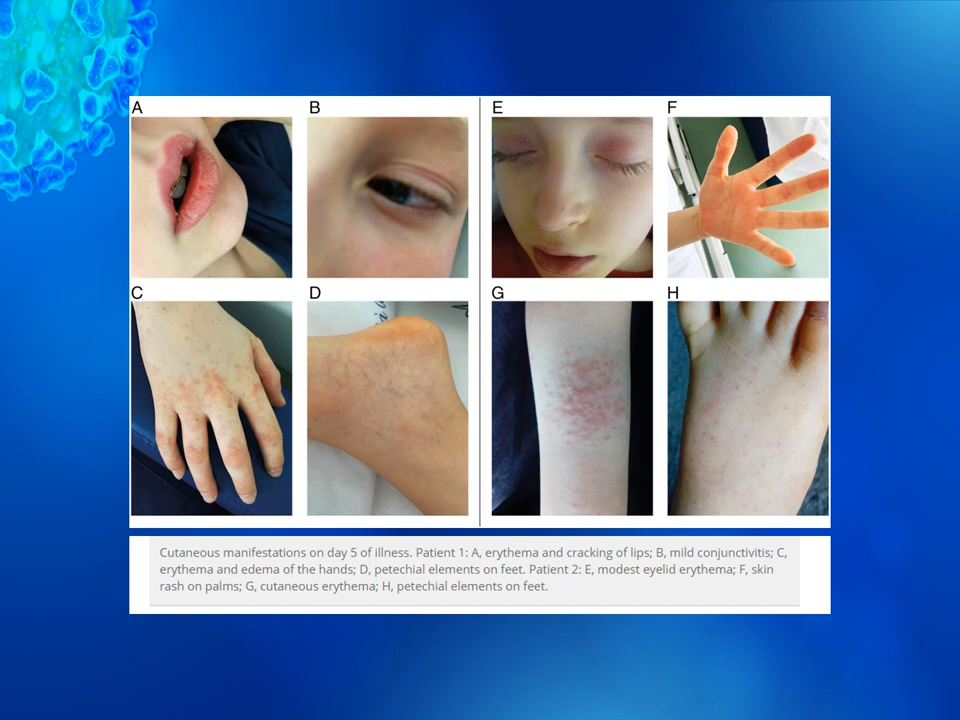 A
B
E
F
C
D
G
H
Cutaneous manifestations on day 5 of illness. Patient 1: A, erythema and cracking of lips; B, mild conjunctivitis; C,
erythema and edema of the hands; D, petechial elements on feet. Patient 2: E, modest eyelid erythema; F, skin
rash on palms; G, cutaneous erythema; H, petechial elements on feet.